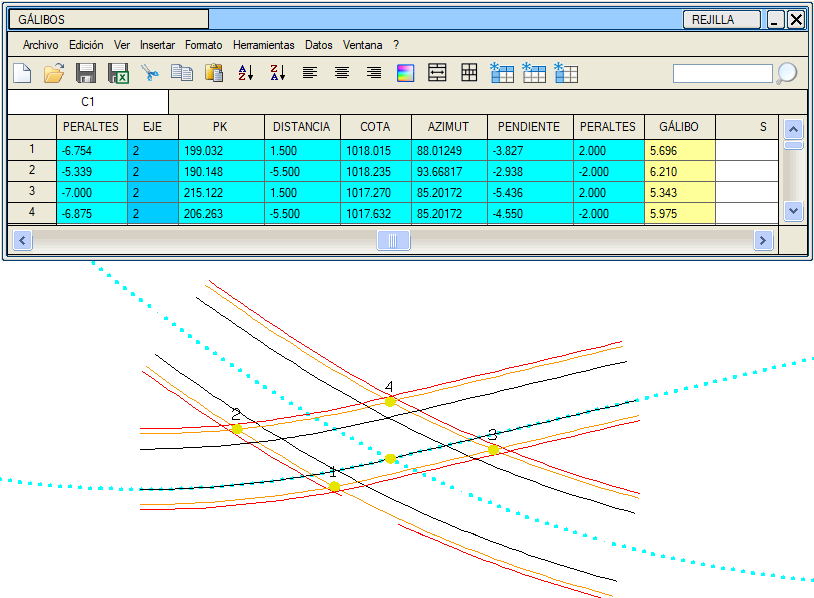 GÁLIBOS REJILLA
Archivo Edición Ver Insertar Formato Herramientas Datos Ventana ?
C1
PERALTES EJE PK DISTANCIA COTA AZIMUT PENDIENTE PERALTES GÁLIBO S
1 -6.754 2 199.032 1.500 1018.015 88.01249 -3.827 2.000 5.696
2 -5.339 2 190.148 -5.500 1018.235 93.66817 -2.938 -2.000 6.210
3 -7.000 2 215.122 1.500 1017.270 85.20172 -5.436 2.000 5.343
4 -6.875 2 206.263 -5.500 1017.632 85.20172 -4.550 -2.000 5.975
4
2
3
1